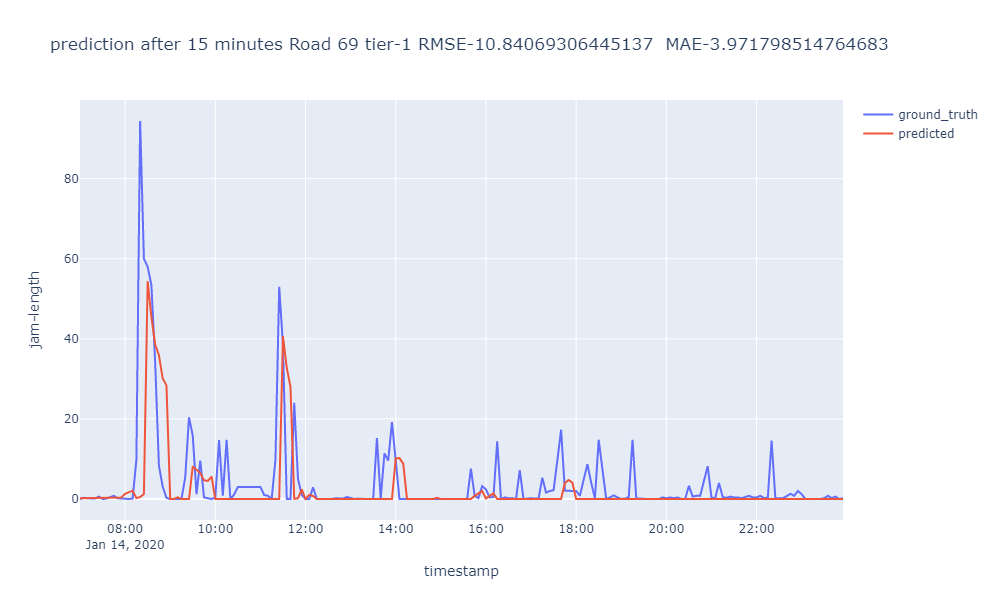 prediction after 15 minutes Road 69 tier-1 RMSE-10.84069306445137  MAE-3.971798514764683
ground_truth
predicted
80
60
40
20
0
jam-length
08:00 10:00 12:00 14:00 16:00 18:00 20:00 22:00
Jan 14, 2020
timestamp